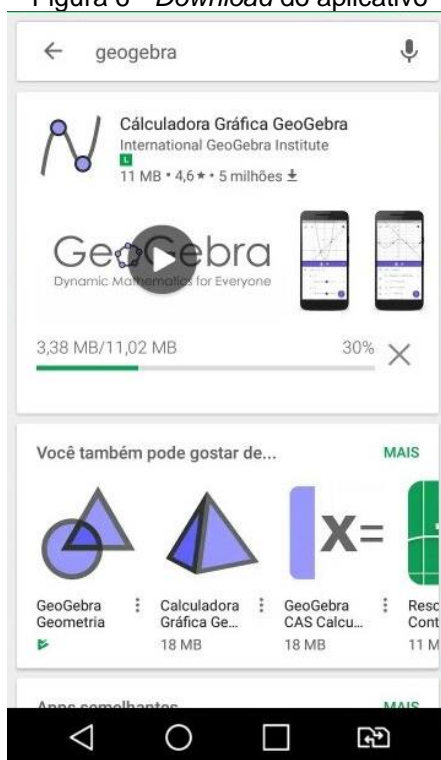 Figura 6 - Download do aplicativo
geogebra
Cálculadora Gráfica GeoGebra
International GeoGebra Institute
L
11 MB • 4,6 ★ • 5 milhões
GeoGebra
Dynamic Mathematics for Everyone
3,38 MB/11,02 MB 30%
Você também pode gostar de... MAIS
GeoGebra Geometria
Calculadora Gráfica Ge...
18 MB
X=
GeoGebra CAS Calcu...
18 MB
Resc
Cont
11 M
Apps semelhantes MAIS